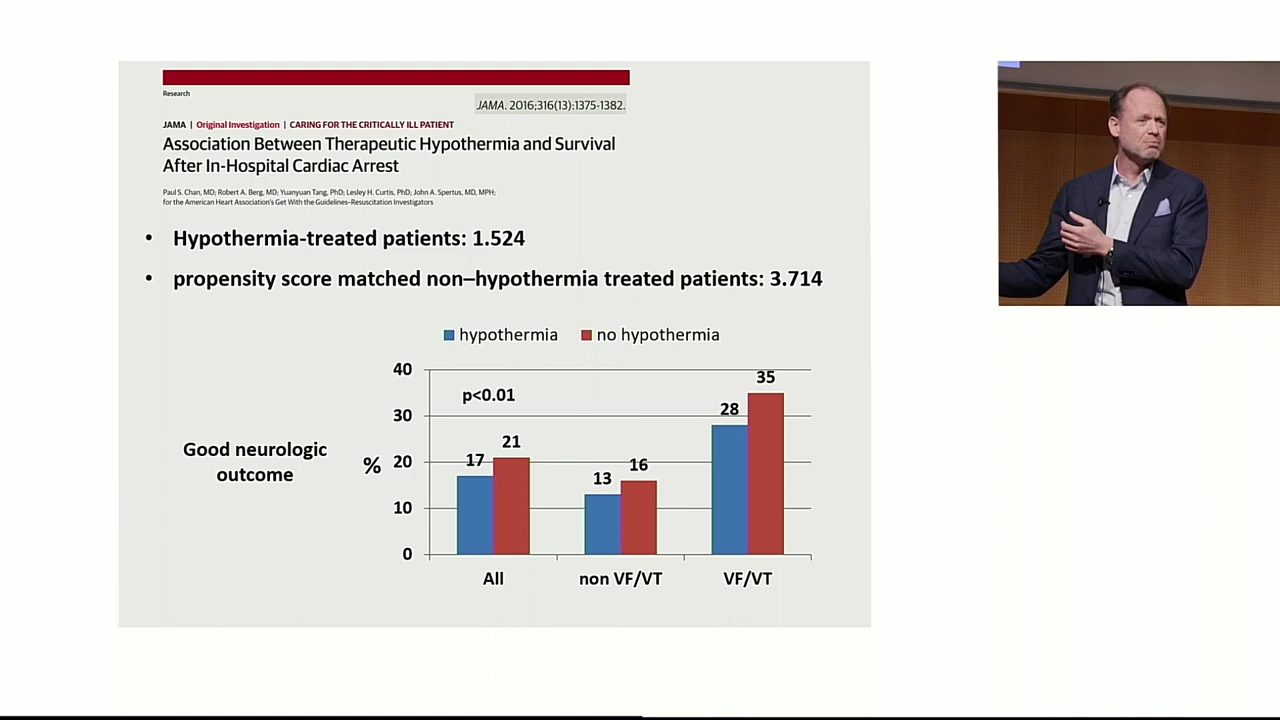 Research
JAMA. 2016;316(13):1375-1382.
JAMA | Original Investigation | CARING FOR THE CRITICALLY ILL PATIENT
Association Between Therapeutic Hypothermia and Survival
After In-Hospital Cardiac Arrest
Paul S. Chan, MD; Robert A. Berg, MD; Yuanyuan Tang, PhD; Lesley H. Curtis, PhD; John A. Spertus, MD, MPH;
for the American Heart Association's Get With the Guidelines–Resuscitation Investigators
• Hypothermia-treated patients: 1.524
• propensity score matched non–hypothermia treated patients: 3.714
hypothermia no hypothermia
40
30
20
10
0
%
Good neurologic
outcome
p<0.01
17
21
13
16
28
35
All non VF/VT VF/VT